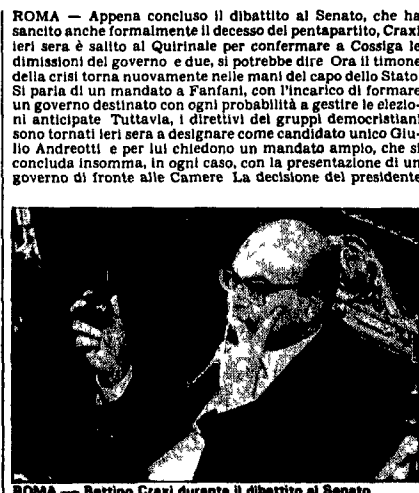 ROMA — Appena concluso il dibattito al Senato, che ha
sancito anche formalmente il decesso del pentapartito, Craxi
ieri sera è salito al Quirinale per confermare a Cossiga le
dimissioni del governo e due, si potrebbe dire Ora il timone
della crisi torna nuovamente nelle mani del capo dello Stato
Si parla di un mandato a Fanfani, con l'incarico di formare
un governo destinato con ogni probabilità a gestire le elezio-
ni anticipate Tuttavia, i direttivi dei gruppi democristiani
sono tornati ieri sera a designare come candidato unico Giu-
lio Andreotti e per lui chiedono un mandato ampio, che si
concluda insomma, in ogni caso, con la presentazione di un
governo di fronte alle Camere La decisione del presidente
ROMA — Bettino Craxi durante il dibattito al Senato